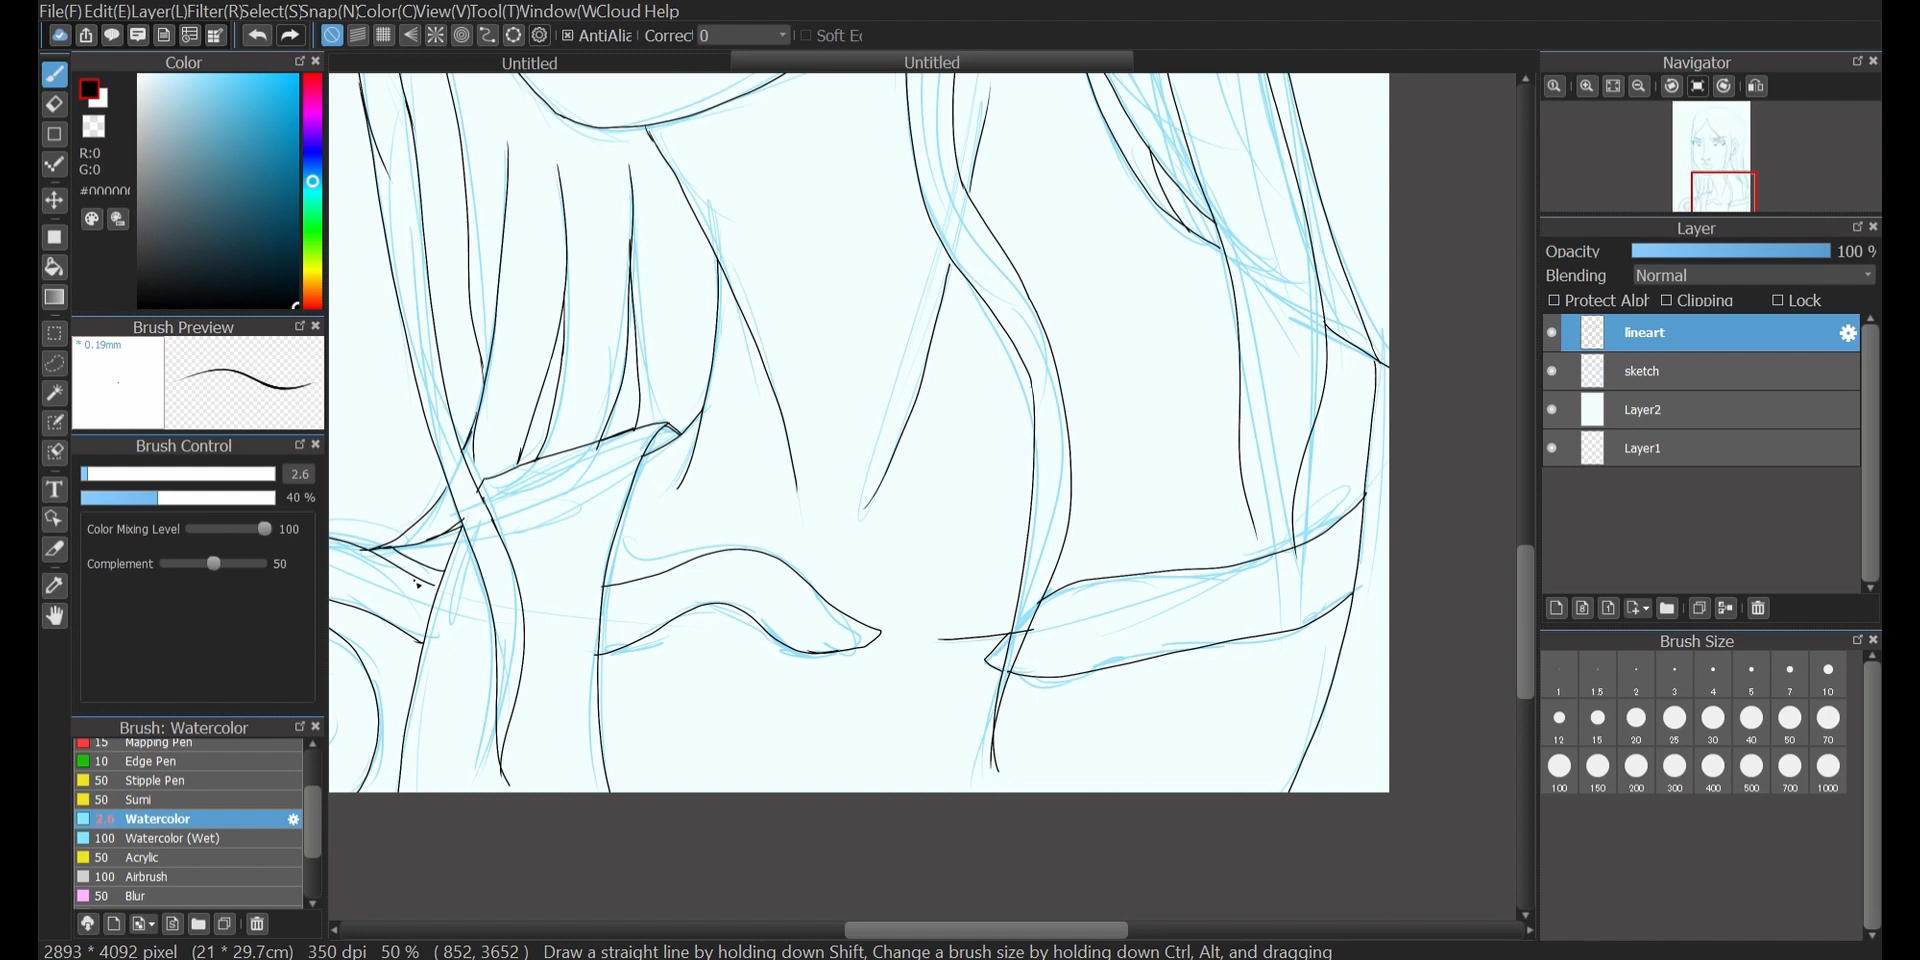 File(F) Edit(E)Layer(L)Filter(R)Select(S)Snap(N)Color(C)View(V)Tool(T)Window(WCloud Help
AntiAlia Correct 0 Soft Ed
Color
Untitled
Untitled
Navigator
R:0
G:0
#000000
Layer
Opacity 100 %
Blending Normal
Protect Alph Clipping Lock
lineart
sketch
Layer2
Layer1
Brush Preview
* 0.19mm
Brush Control
2.6
40 %
Color Mixing Level 100
Complement 50
Brush Size
1 1.5 2 3 4 5 7 10
12 15 20 25 30 40 50 70
100 150 200 300 400 500 700 1000
Brush: Watercolor
15 Mapping Pen
10 Edge Pen
50 Stipple Pen
50 Sumi
2.6 Watercolor
100 Watercolor (Wet)
50 Acrylic
100 Airbrush
50 Blur
2893 * 4092 pixel (21 * 29.7cm) 350 dpi 50 % ( 852, 3652 ) Draw a straight line by holding down Shift, Change a brush size by holding down Ctrl, Alt, and dragging